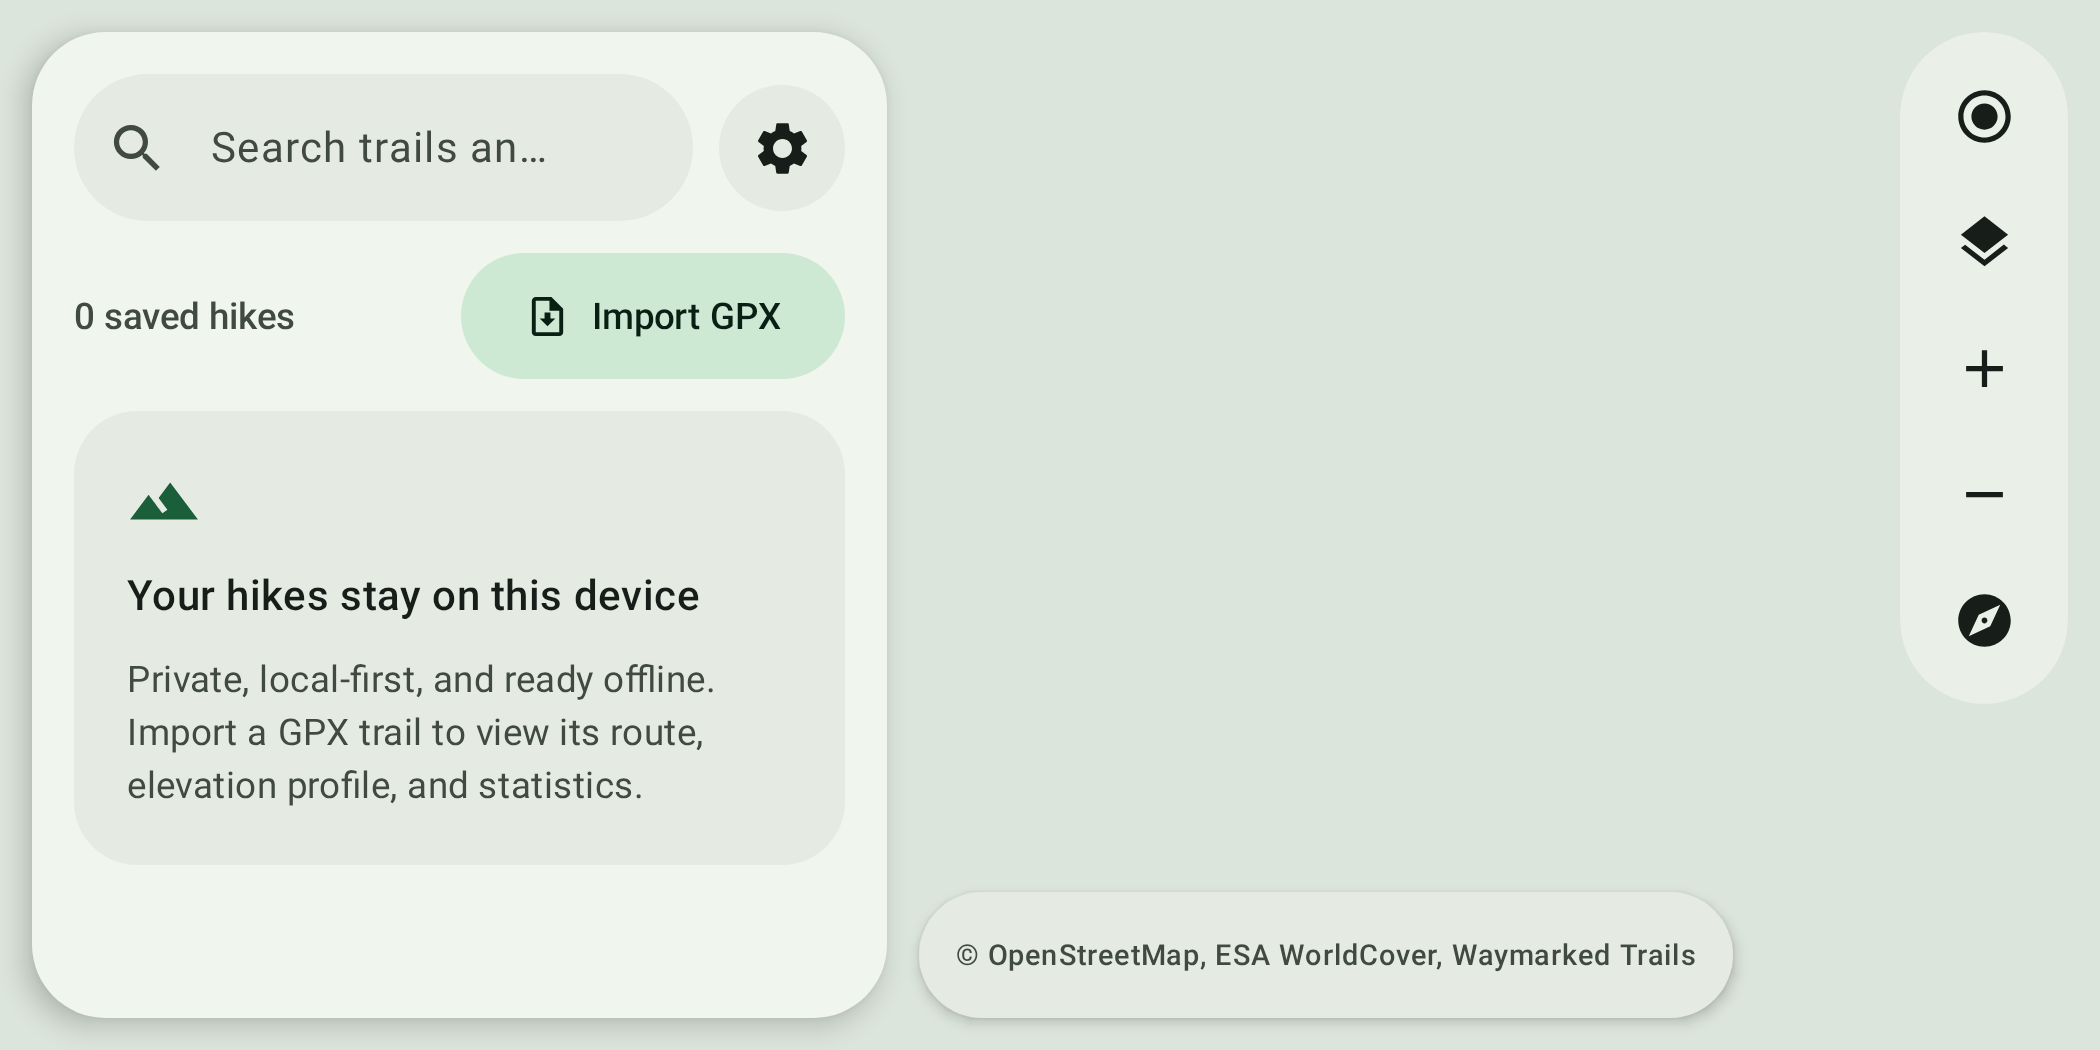 Search trails an...
0 saved hikes
Import GPX
Your hikes stay on this device
Private, local-first, and ready offline.
Import a GPX trail to view its route,
elevation profile, and statistics.
© OpenStreetMap, ESA WorldCover, Waymarked Trails